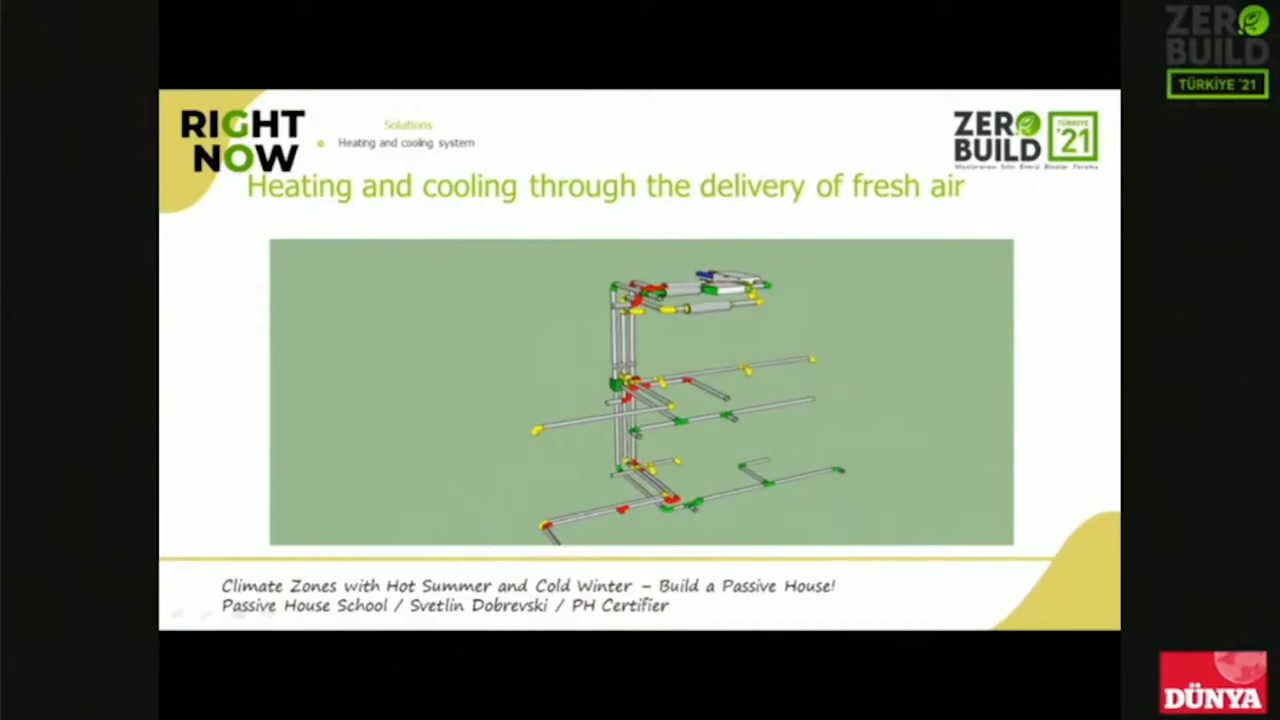 ZERO
BUILD
TÜRKİYE '21
RIGHT
NOW
Solutions
Heating and cooling system
ZERO
BUILD
TÜRKİYE
'21
Heating and cooling through the delivery of fresh air
Climate Zones with Hot Summer and Cold Winter – Build a Passive House!
Passive House School / Svetlin Dobrevski / PH Certifier
DÜNYA